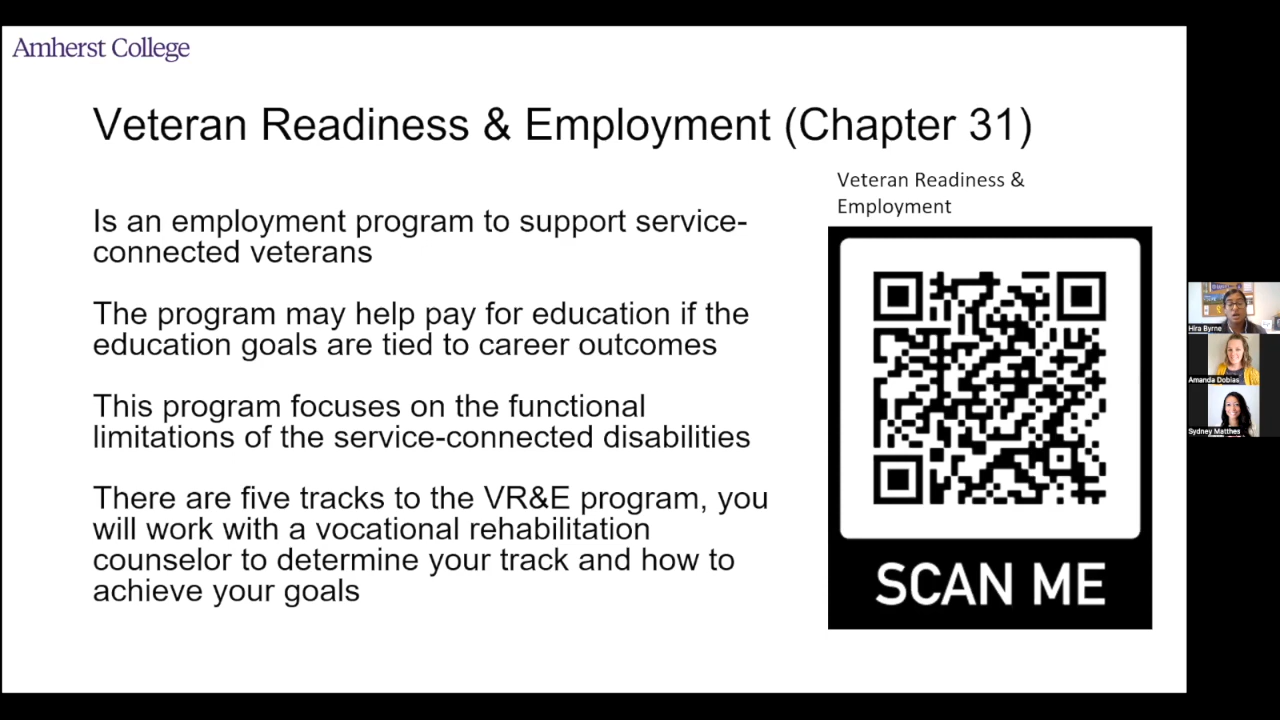 Amherst College
Veteran Readiness & Employment (Chapter 31)
Veteran Readiness &
Employment
Is an employment program to support service-
connected veterans
The program may help pay for education if the
education goals are tied to career outcomes
This program focuses on the functional
limitations of the service-connected disabilities
There are five tracks to the VR&E program, you
will work with a vocational rehabilitation
counselor to determine your track and how to
achieve your goals
SCAN ME
Hira Byrne
Amanda Dobias
Sydney Matthes